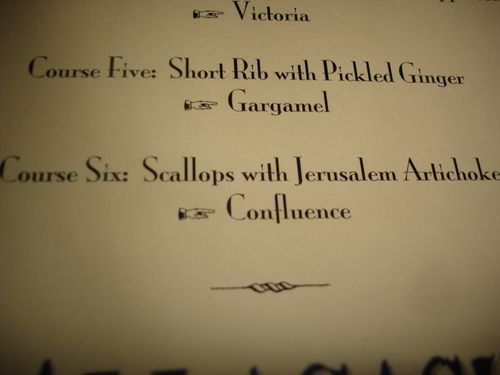 Victoria
Course Five: Short Rib with Pickled Ginger
Gargamel
Course Six: Scallops with Jerusalem Artichoke
Confluence